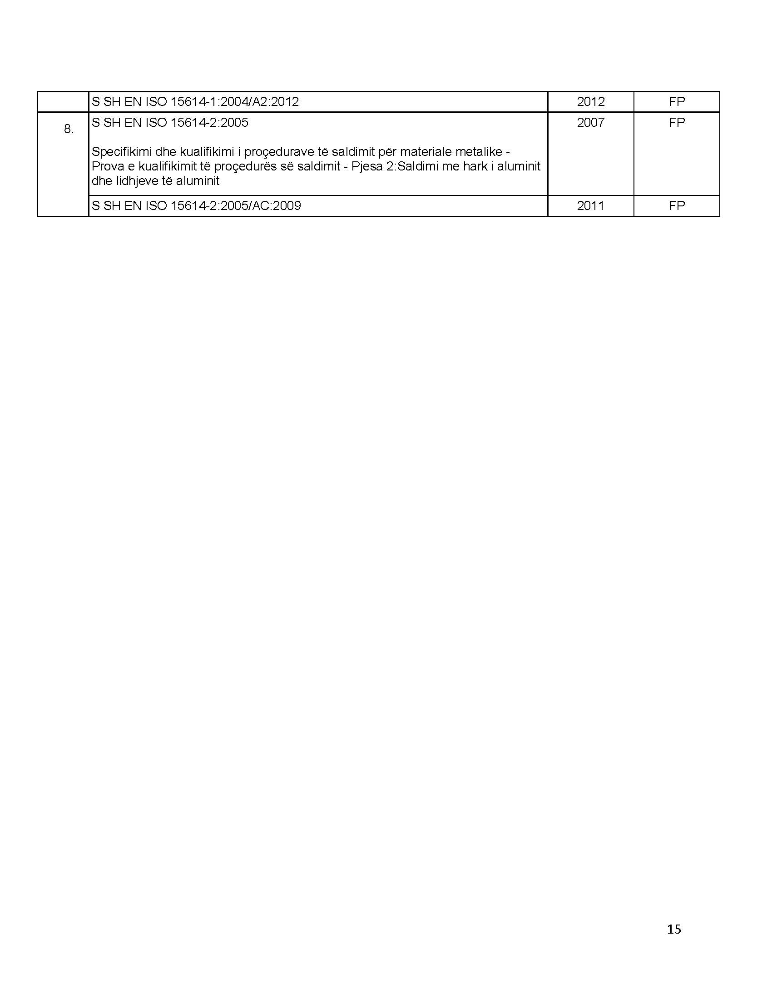 S SH EN ISO 15614-1:2004/A2:2012 2012 FP
8. S SH EN ISO 15614-2:2005 2007 FP
Specifikimi dhe kualifikimi i proçedurave të saldimit për materiale metalike -
Prova e kualifikimit të proçedurës së saldimit - Pjesa 2:Saldimi me hark i aluminit
dhe lidhjeve të aluminit
S SH EN ISO 15614-2:2005/AC:2009 2011 FP
15